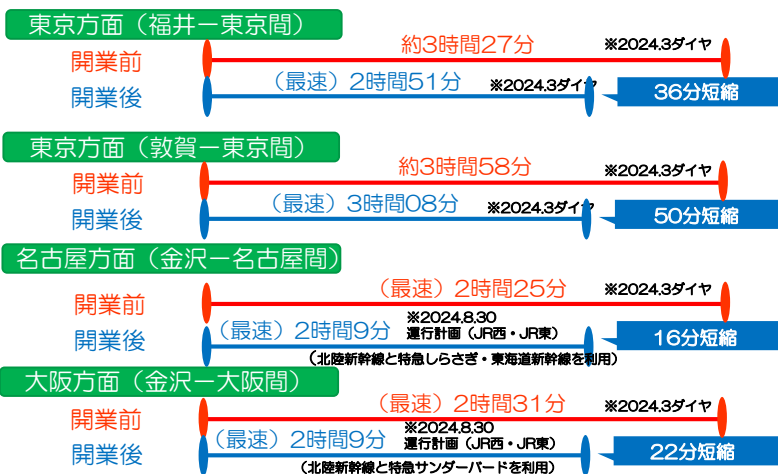 東京方面（福井ー東京間）
開業前 約3時間27分 ※2024.3ダイヤ
開業後 （最速）2時間51分 ※2024.3ダイヤ 36分短縮
東京方面（敦賀ー東京間）
開業前 約3時間58分 ※2024.3ダイヤ
開業後 （最速）3時間08分 ※2024.3ダイヤ 50分短縮
名古屋方面（金沢ー名古屋間）
開業前 （最速）2時間25分 ※2024.3ダイヤ
開業後 （最速）2時間9分 ※2024.8.30
運行計画（JR西・JR東） 16分短縮
（北陸新幹線と特急しらさぎ・東海道新幹線を利用）
大阪方面（金沢ー大阪間）
開業前 （最速）2時間31分 ※2024.3ダイヤ
開業後 （最速）2時間9分 ※2024.8.30
運行計画（JR西・JR東） 22分短縮
（北陸新幹線と特急サンダーバードを利用）